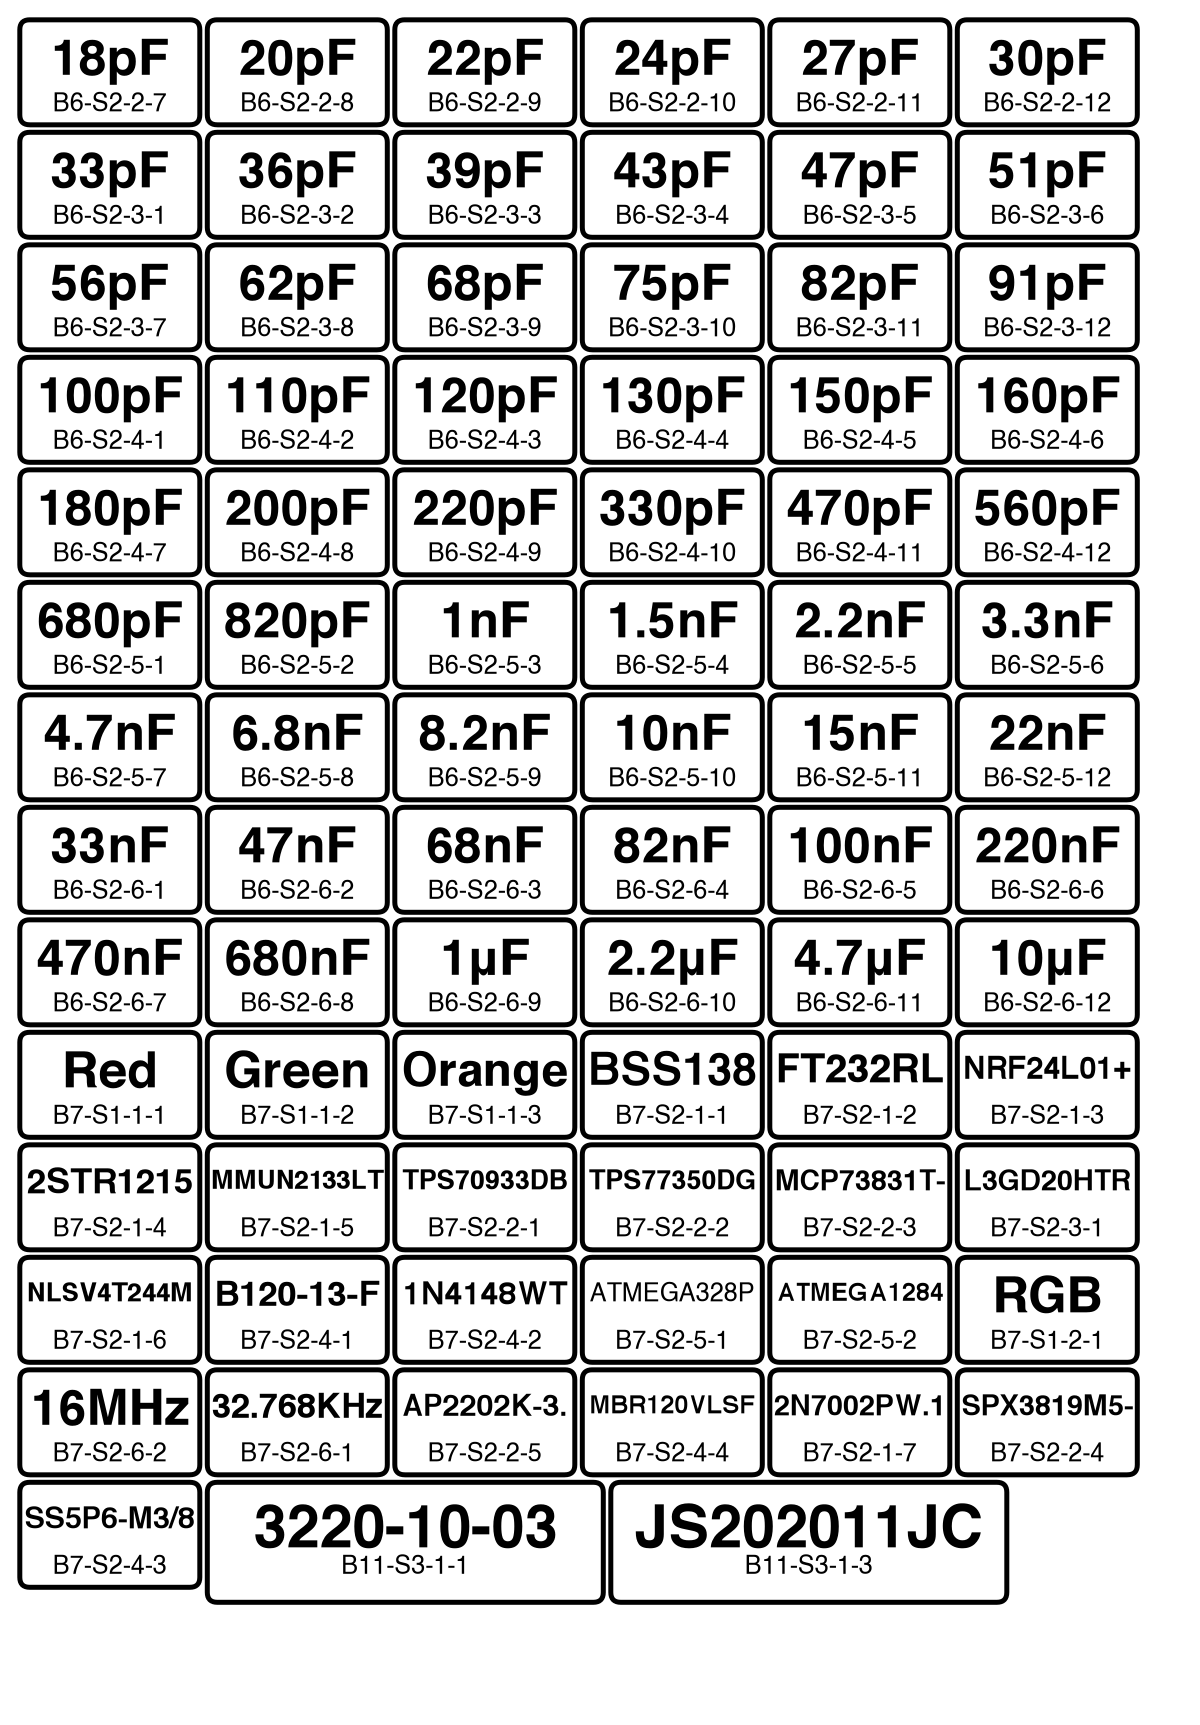 18pF 20pF 22pF 24pF 27pF 30pF
B6-S2-2-7 B6-S2-2-8 B6-S2-2-9 B6-S2-2-10 B6-S2-2-11 B6-S2-2-12
33pF 36pF 39pF 43pF 47pF 51pF
B6-S2-3-1 B6-S2-3-2 B6-S2-3-3 B6-S2-3-4 B6-S2-3-5 B6-S2-3-6
56pF 62pF 68pF 75pF 82pF 91pF
B6-S2-3-7 B6-S2-3-8 B6-S2-3-9 B6-S2-3-10 B6-S2-3-11 B6-S2-3-12
100pF 110pF 120pF 130pF 150pF 160pF
B6-S2-4-1 B6-S2-4-2 B6-S2-4-3 B6-S2-4-4 B6-S2-4-5 B6-S2-4-6
180pF 200pF 220pF 330pF 470pF 560pF
B6-S2-4-7 B6-S2-4-8 B6-S2-4-9 B6-S2-4-10 B6-S2-4-11 B6-S2-4-12
680pF 820pF 1nF 1.5nF 2.2nF 3.3nF
B6-S2-5-1 B6-S2-5-2 B6-S2-5-3 B6-S2-5-4 B6-S2-5-5 B6-S2-5-6
4.7nF 6.8nF 8.2nF 10nF 15nF 22nF
B6-S2-5-7 B6-S2-5-8 B6-S2-5-9 B6-S2-5-10 B6-S2-5-11 B6-S2-5-12
33nF 47nF 68nF 82nF 100nF 220nF
B6-S2-6-1 B6-S2-6-2 B6-S2-6-3 B6-S2-6-4 B6-S2-6-5 B6-S2-6-6
470nF 680nF 1µF 2.2µF 4.7µF 10µF
B6-S2-6-7 B6-S2-6-8 B6-S2-6-9 B6-S2-6-10 B6-S2-6-11 B6-S2-6-12
Red Green Orange BSS138 FT232RL NRF24L01+
B7-S1-1-1 B7-S1-1-2 B7-S1-1-3 B7-S2-1-1 B7-S2-1-2 B7-S2-1-3
2STR1215 MMUN2133LT TPS70933DB TPS77350DG MCP73831T- L3GD20HTR
B7-S2-1-4 B7-S2-1-5 B7-S2-2-1 B7-S2-2-2 B7-S2-2-3 B7-S2-3-1
NLSV4T244M B120-13-F 1N4148WT ATMEGA328P ATMEGA1284 RGB
B7-S2-1-6 B7-S2-4-1 B7-S2-4-2 B7-S2-5-1 B7-S2-5-2 B7-S1-2-1
16MHz 32.768KHz AP2202K-3. MBR120VLSF 2N7002PW.1 SPX3819M5-
B7-S2-6-2 B7-S2-6-1 B7-S2-2-5 B7-S2-4-4 B7-S2-1-7 B7-S2-2-4
SS5P6-M3/8 3220-10-03 JS202011JC
B7-S2-4-3 B11-S3-1-1 B11-S3-1-3